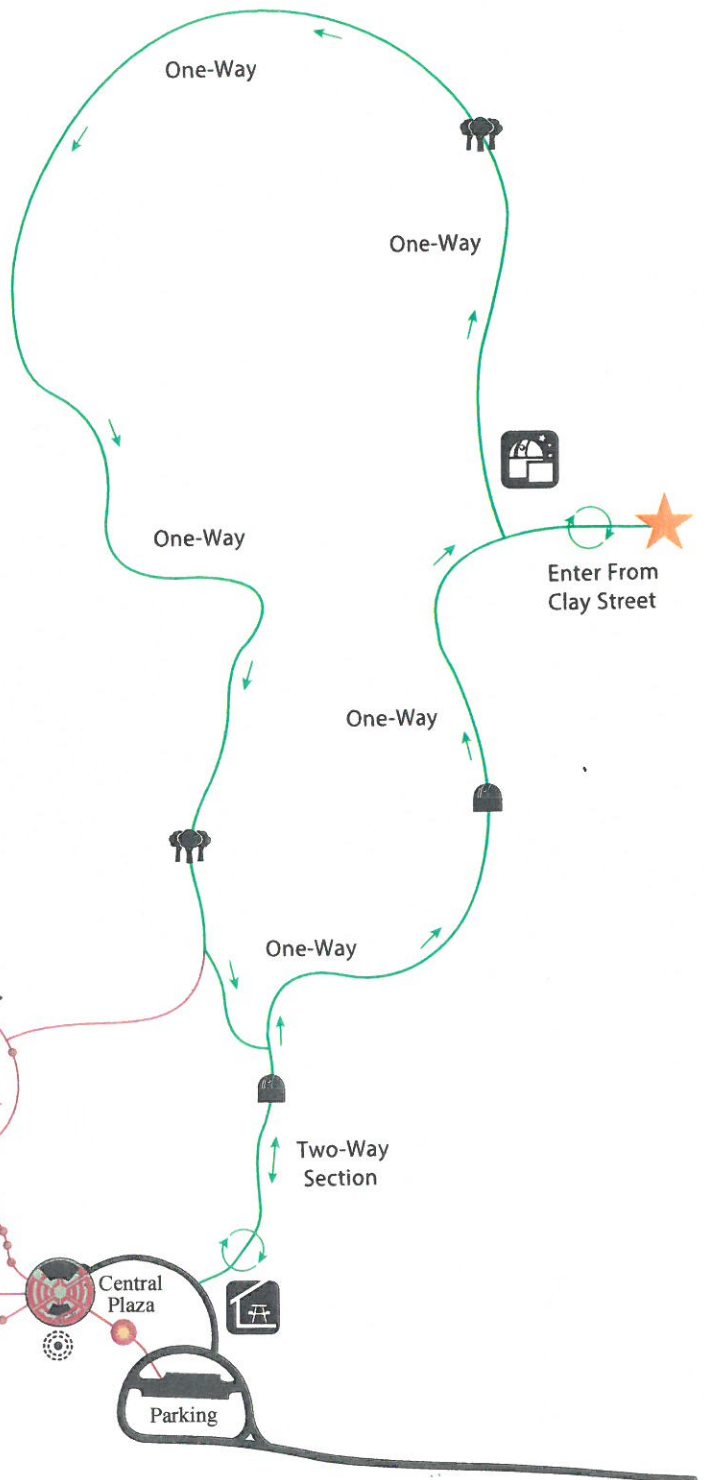 One-Way
One-Way
One-Way
Enter From
Clay Street
One-Way
One-Way
Two-Way
Section
Central
Plaza
Parking